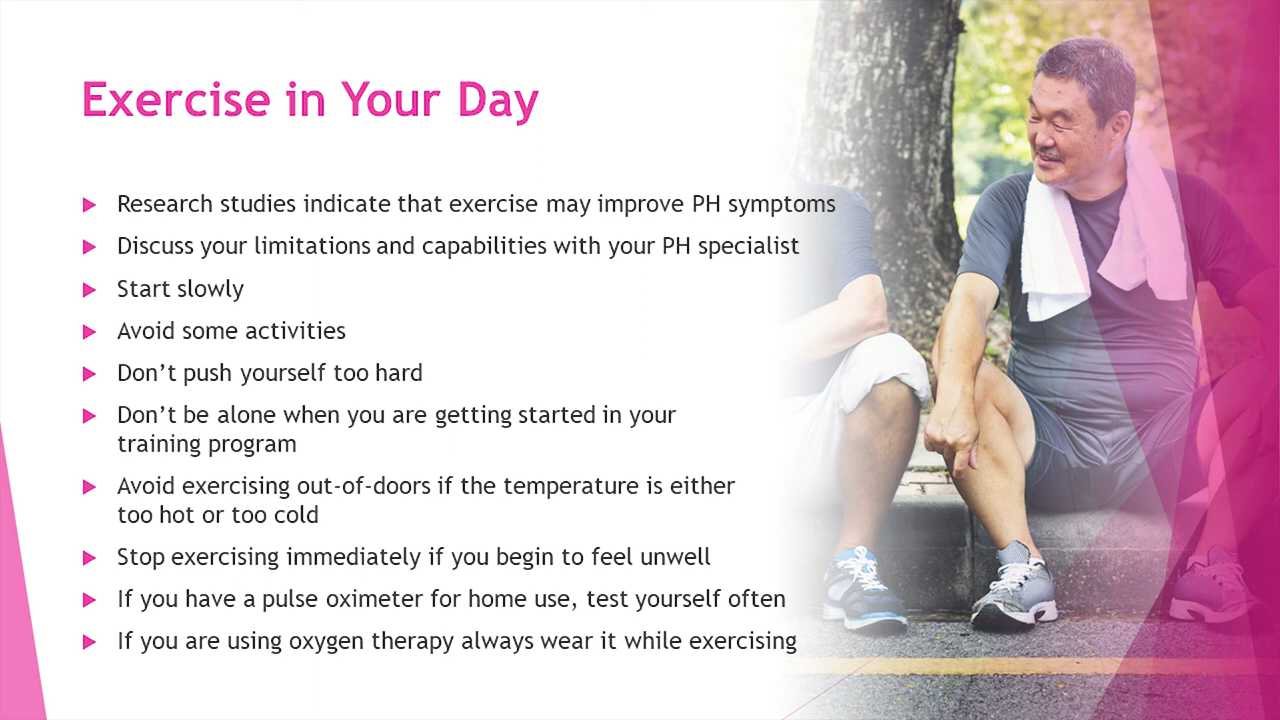 Exercise in Your Day
Research studies indicate that exercise may improve PH symptoms
Discuss your limitations and capabilities with your PH specialist
Start slowly
Avoid some activities
Don’t push yourself too hard
Don’t be alone when you are getting started in your
training program
Avoid exercising out-of-doors if the temperature is either
too hot or too cold
Stop exercising immediately if you begin to feel unwell
If you have a pulse oximeter for home use, test yourself often
If you are using oxygen therapy always wear it while exercising